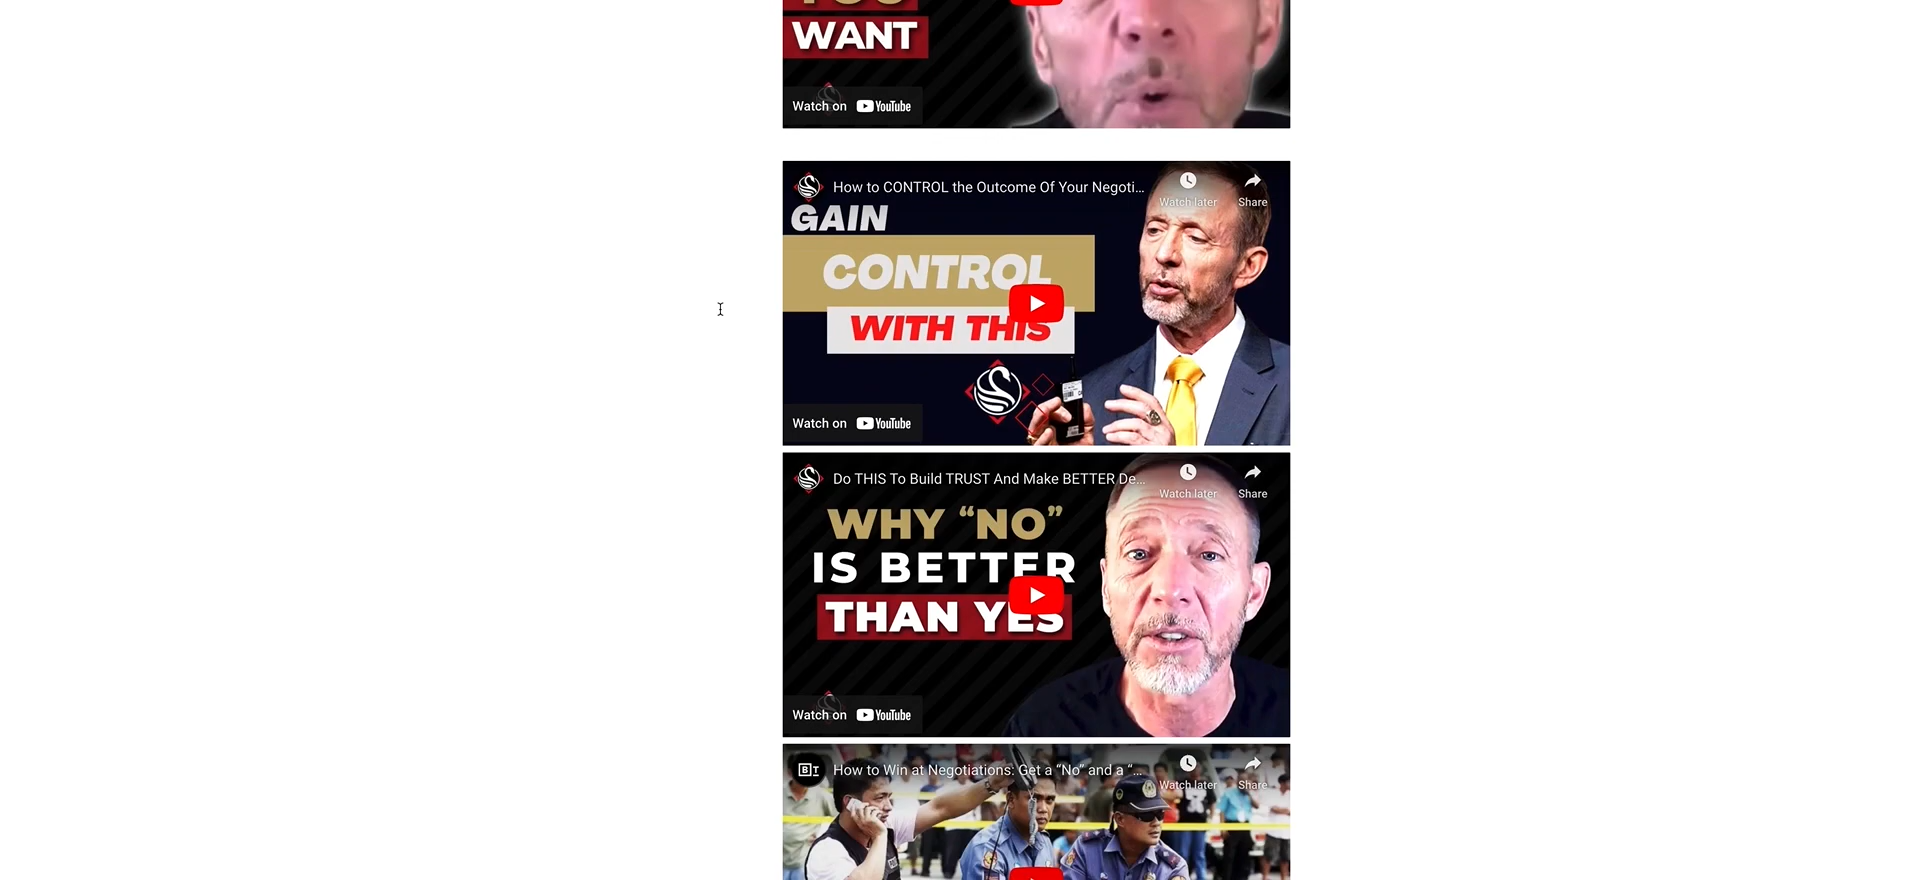 YOU
WANT
Watch on YouTube
How to CONTROL the Outcome Of Your Negoti...
Watch later
Share
GAIN
CONTROL
WITH THIS
Watch on YouTube
Do THIS To Build TRUST And Make BETTER De...
Watch later
Share
WHY “NO”
IS BETTER
THAN YES
Watch on YouTube
BT
How to Win at Negotiations: Get a “No” and a “...
Watch later
Share